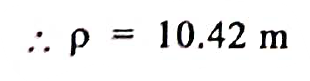 ∴ ρ = 10.42 m